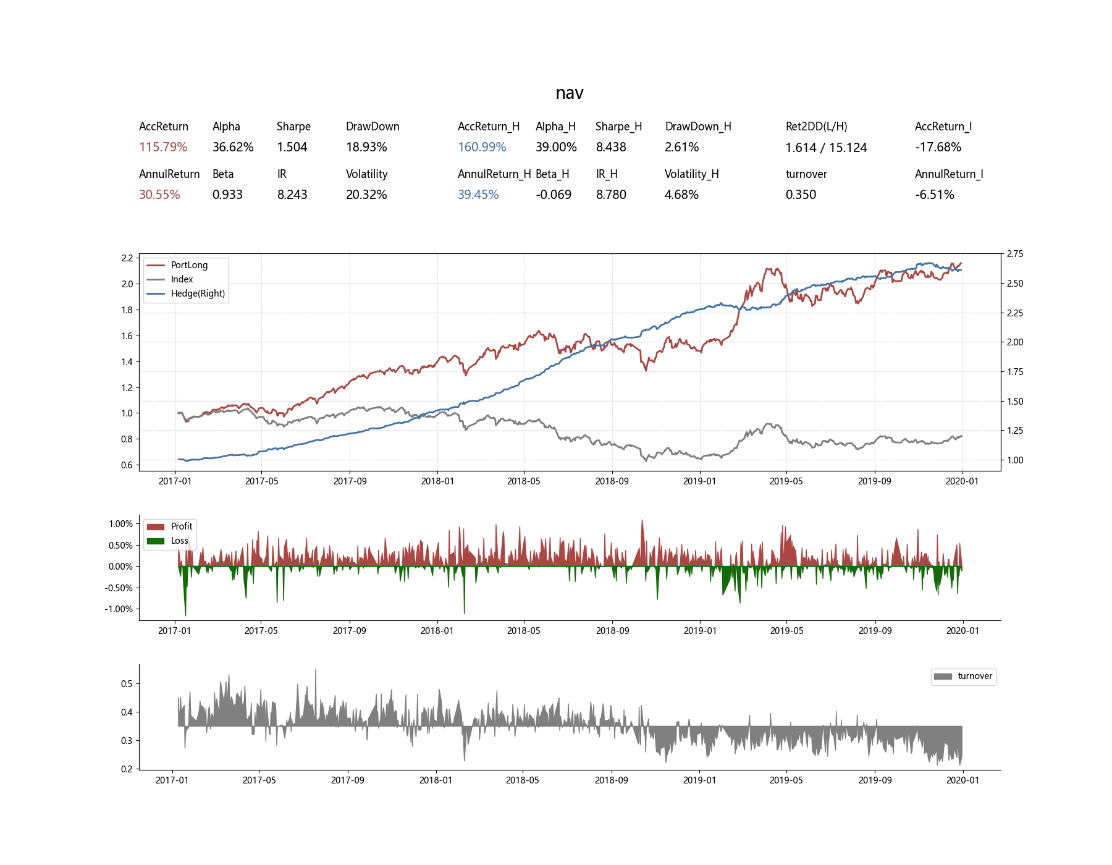 nav
AccReturn Alpha Sharpe DrawDown AccReturn_H Alpha_H Sharpe_H DrawDown_H Ret2DD(L/H) AccReturn_I
115.79% 36.62% 1.504 18.93% 160.99% 39.00% 8.438 2.61% 1.614 / 15.124 -17.68%
AnnulReturn Beta IR Volatility AnnulReturn_H Beta_H IR_H Volatility_H turnover AnnulReturn_I
30.55% 0.933 8.243 20.32% 39.45% -0.069 8.780 4.68% 0.350 -6.51%
PortLong
Index
Hedge(Right)
2.2
2.0
1.8
1.6
1.4
1.2
1.0
0.8
0.6
2.75
2.50
2.25
2.00
1.75
1.50
1.25
1.00
2017-01 2017-05 2017-09 2018-01 2018-05 2018-09 2019-01 2019-05 2019-09 2020-01
Profit
Loss
1.00%
0.50%
0.00%
-0.50%
-1.00%
2017-01 2017-05 2017-09 2018-01 2018-05 2018-09 2019-01 2019-05 2019-09 2020-01
turnover
0.5
0.4
0.3
0.2
2017-01 2017-05 2017-09 2018-01 2018-05 2018-09 2019-01 2019-05 2019-09 2020-01